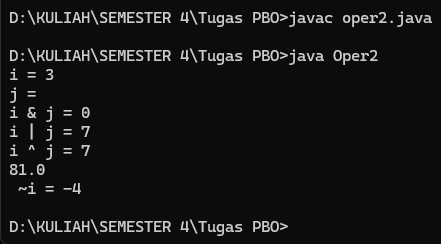 D:\KULIAH\SEMESTER 4\Tugas PBO>javac oper2.java
D:\KULIAH\SEMESTER 4\Tugas PBO>java Oper2
i = 3
j =
i & j = 0
i | j = 7
i ^ j = 7
81.0
 ~i = -4
D:\KULIAH\SEMESTER 4\Tugas PBO>